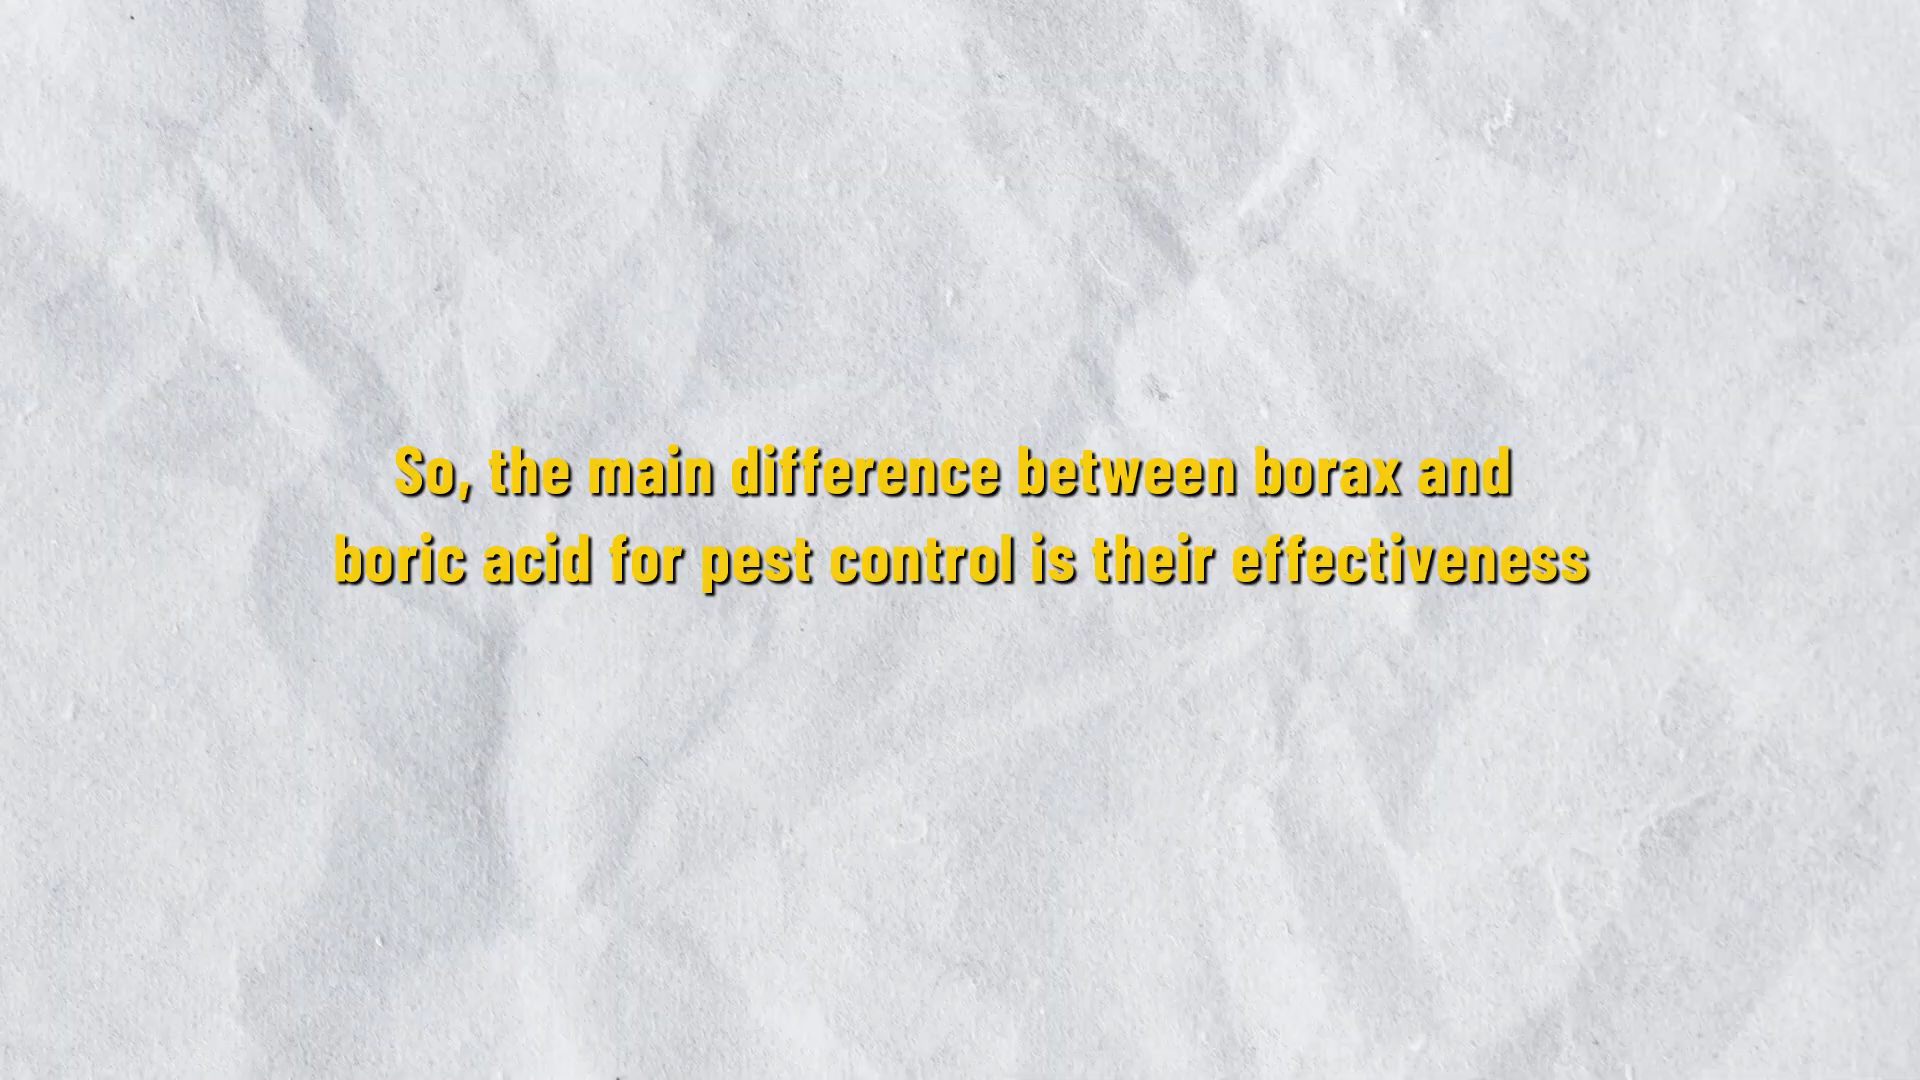 So, the main difference between borax and
boric acid for pest control is their effectiveness